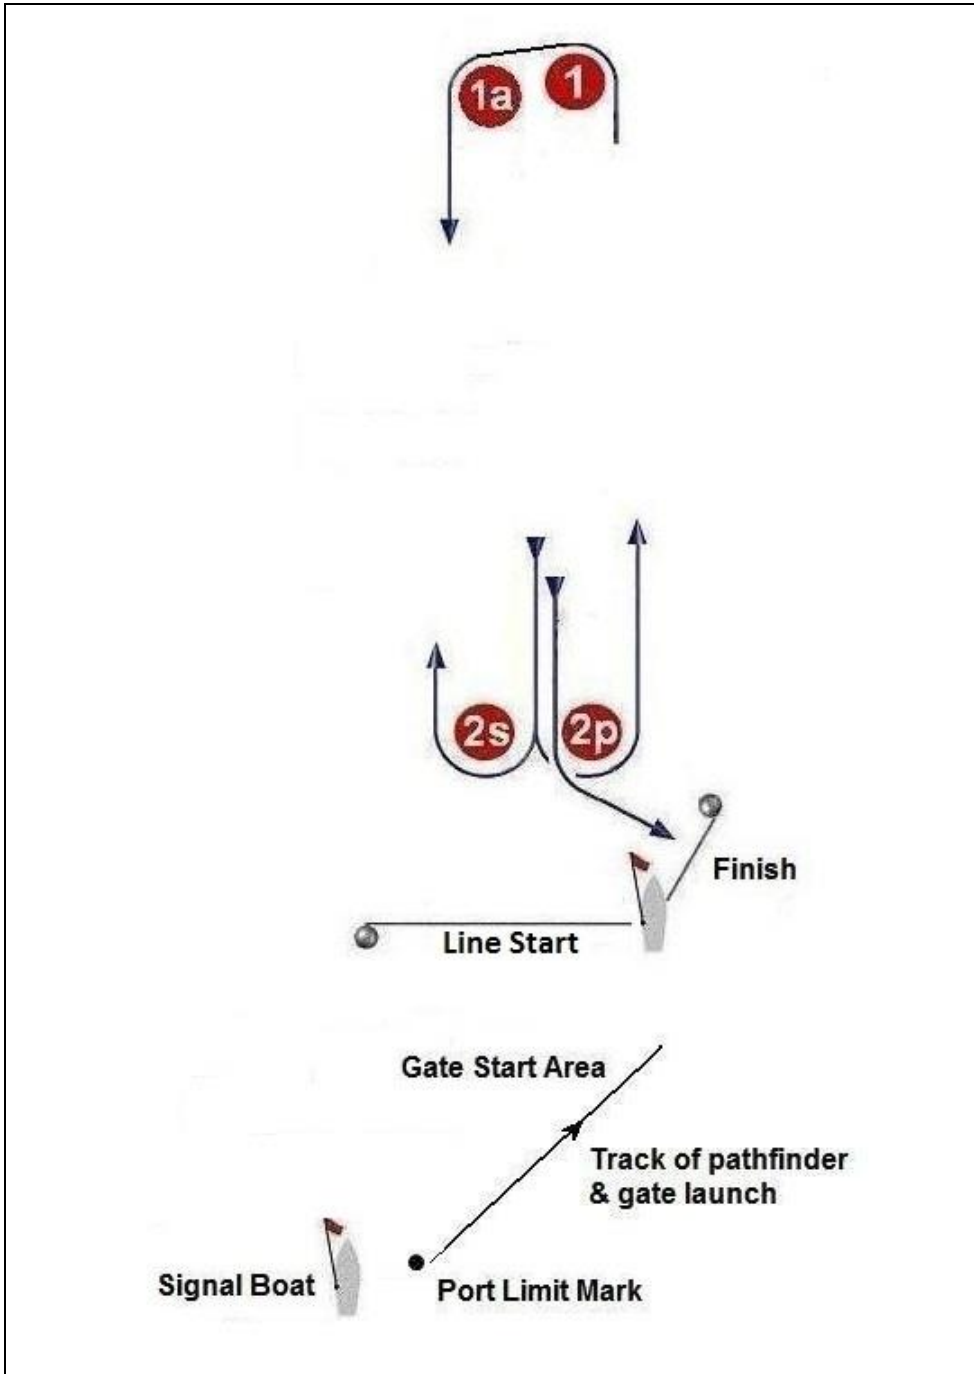 1a
1
2s
2p
Finish
Line Start
Gate Start Area
Track of pathfinder
& gate launch
Signal Boat
Port Limit Mark